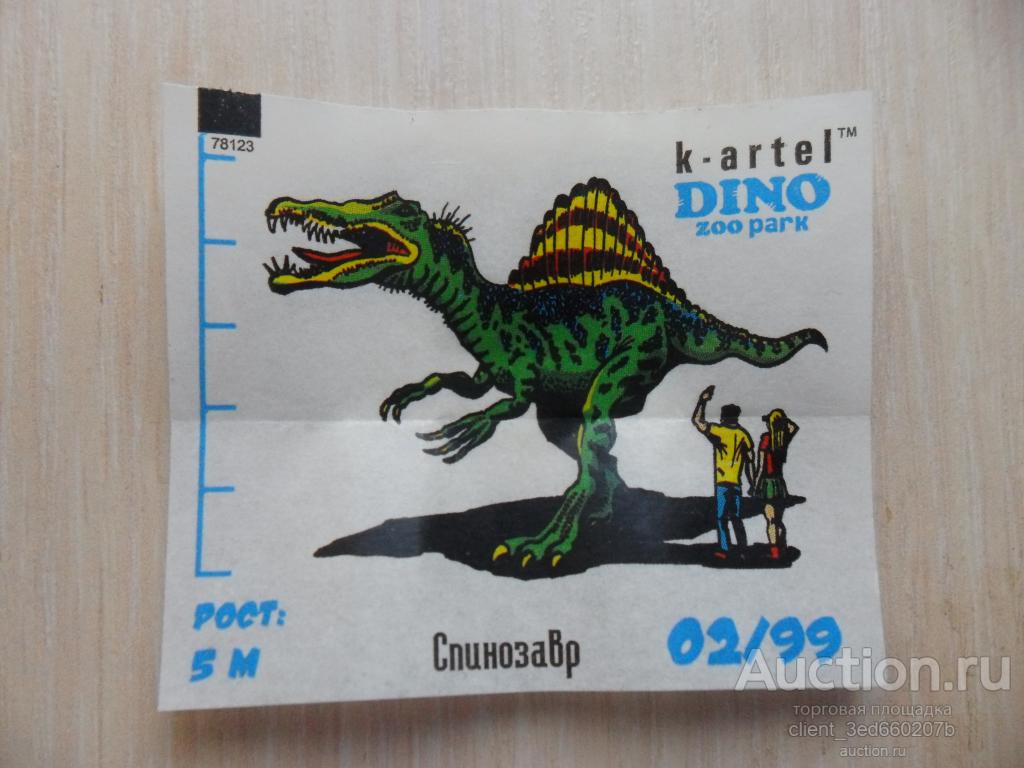 78123
k-artel™
DINO
zoo park
РОСТ:
5 М
Спинозавр
02/99
Auction.ru
торговая площадка
client_3ed660207b
auction.ru